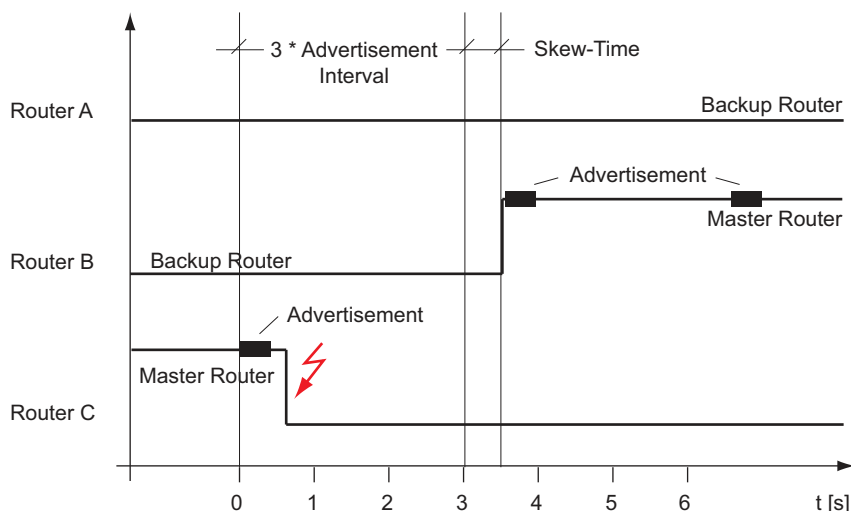 3 * Advertisement
Interval
Skew-Time
Router A
Backup Router
Advertisement
Master Router
Router B
Backup Router
Advertisement
Master Router
Router C
0 1 2 3 4 5 6 t [s]